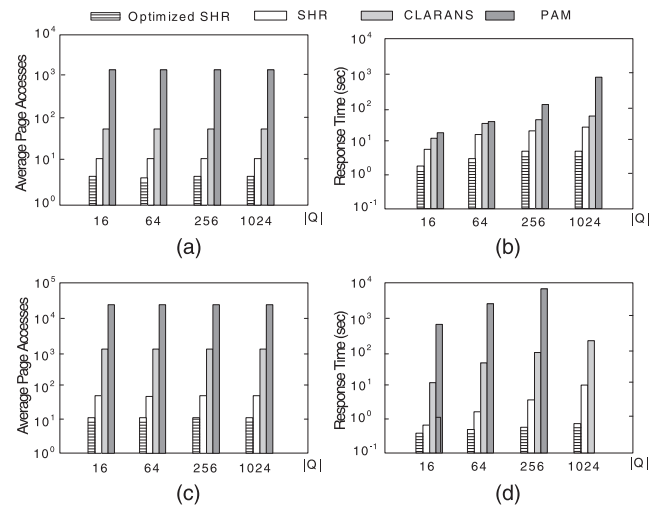 Optimized SHR SHR CLARANS PAM
Average Page Accesses
10^4
10^3
10^2
10^1
10^0
16 64 256 1024 |Q|
(a)
Response Time (sec)
10^4
10^3
10^2
10^1
10^0
10^-1
16 64 256 1024 |Q|
(b)
Average Page Accesses
10^5
10^4
10^3
10^2
10^1
10^0
16 64 256 1024 |Q|
(c)
Response Time (sec)
10^4
10^3
10^2
10^1
10^0
10^-1
16 64 256 1024 |Q|
(d)